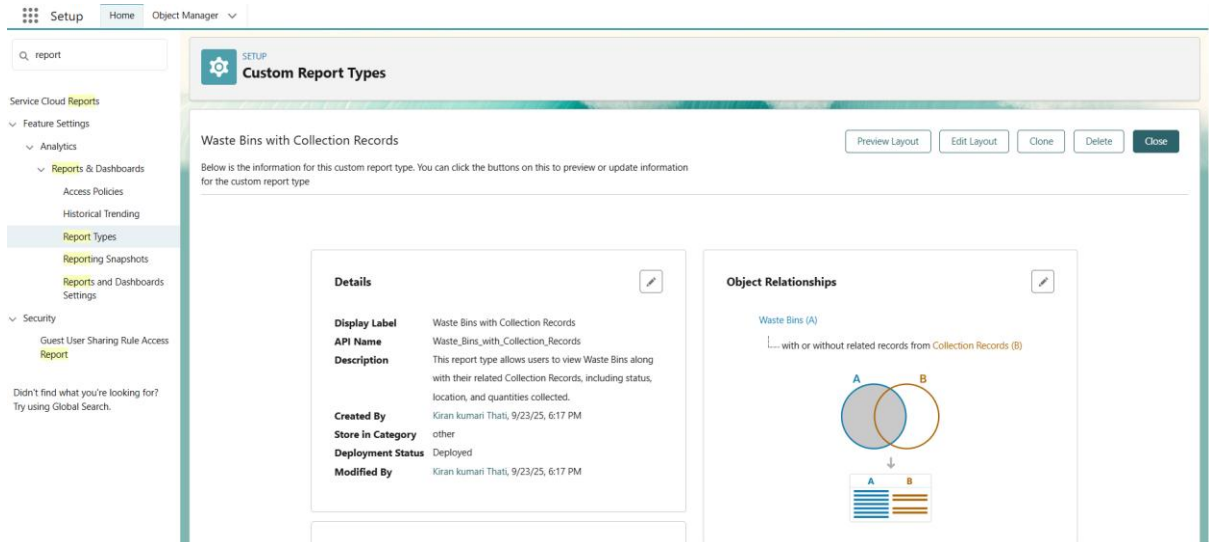 Setup
Home
Object Manager
report
Service Cloud Reports
Feature Settings
Analytics
Reports & Dashboards
Access Policies
Historical Trending
Report Types
Reporting Snapshots
Reports and Dashboards
Settings
Security
Guest User Sharing Rule Access
Report
Didn't find what you're looking for?
Try using Global Search.
SETUP
Custom Report Types
Waste Bins with Collection Records
Preview Layout
Edit Layout
Clone
Delete
Close
Below is the information for this custom report type. You can click the buttons on this to preview or update information
for the custom report type
Details
Display Label Waste Bins with Collection Records
API Name Waste_Bins_with_Collection_Records
Description This report type allows users to view Waste Bins along
with their related Collection Records, including status,
location, and quantities collected.
Created By Kiran kumari Thati, 9/23/25, 6:17 PM
Store in Category other
Deployment Status Deployed
Modified By Kiran kumari Thati, 9/23/25, 6:17 PM
Object Relationships
Waste Bins (A)
with or without related records from Collection Records (B)
A B
A B